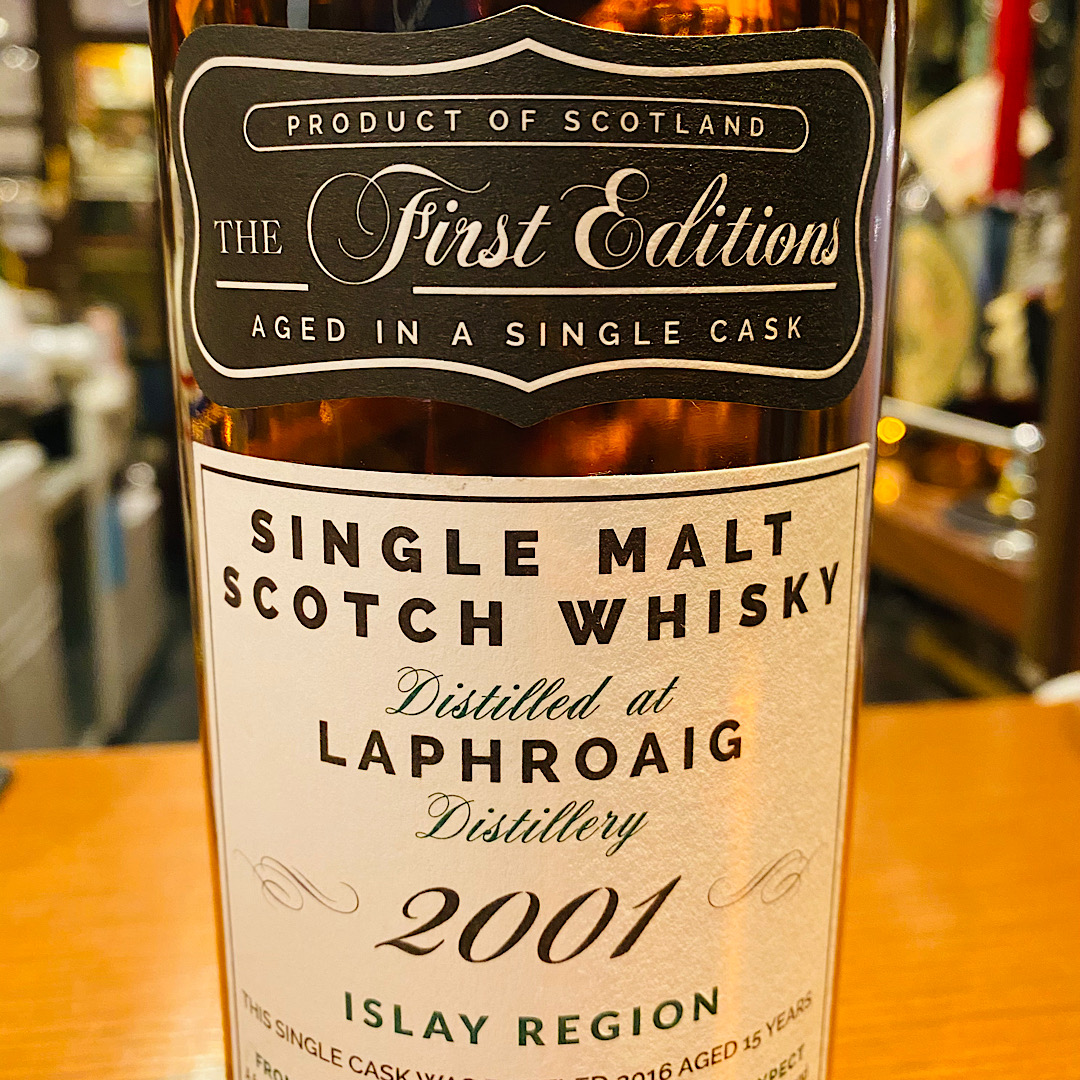 PRODUCT OF SCOTLAND
THE First Editions
AGED IN A SINGLE CASK
SINGLE MALT
SCOTCH WHISKY
Distilled at
LAPHROAIG
Distillery
2001
ISLAY REGION
THIS SINGLE CASK 2016 AGED 15 YEARS